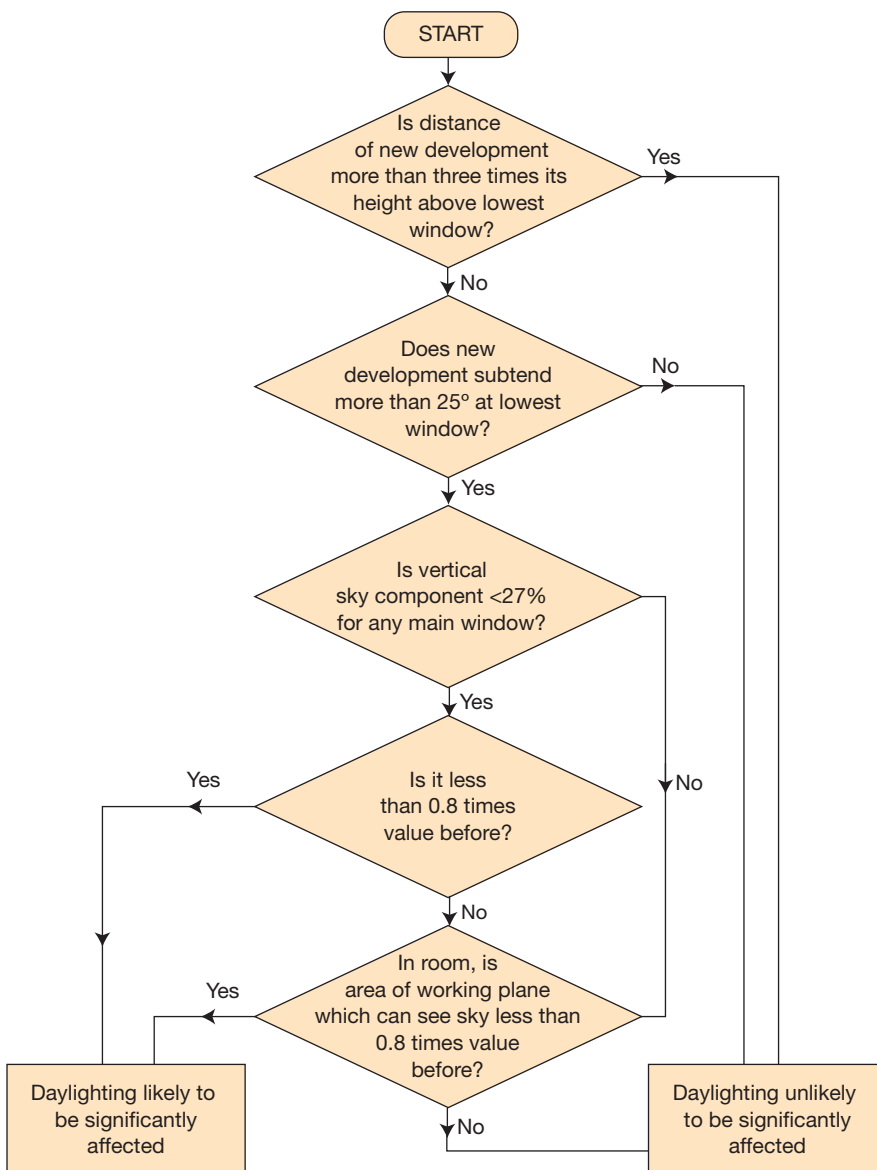 START
Is distance
of new development
more than three times its
height above lowest
window?
Yes
No
Does new
development subtend
more than 25º at lowest
window?
No
Yes
Is vertical
sky component <27%
for any main window?
Yes
No
Is it less
than 0.8 times
value before?
Yes
No
In room, is
area of working plane
which can see sky less than
0.8 times value
before?
Yes
No
Daylighting likely to
be significantly
affected
Daylighting unlikely
to be significantly
affected